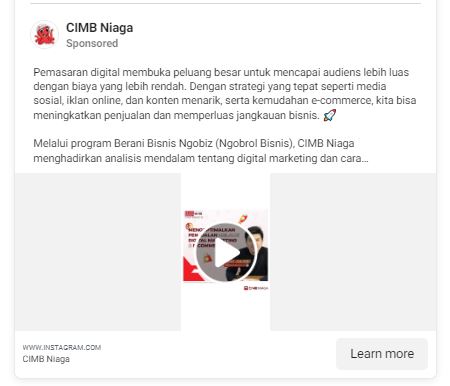 CIMB Niaga
Sponsored
Pemasaran digital membuka peluang besar untuk mencapai audiens lebih luas
dengan biaya yang lebih rendah. Dengan strategi yang tepat seperti media
sosial, iklan online, dan konten menarik, serta kemudahan e-commerce, kita bisa
meningkatkan penjualan dan memperluas jangkauan bisnis. 🚀
Melalui program Berani Bisnis Ngobiz (Ngobrol Bisnis), CIMB Niaga
menghadirkan analisis mendalam tentang digital marketing dan cara...
CIMB NIAGA
WWW.INSTAGRAM.COM
CIMB Niaga
Learn more